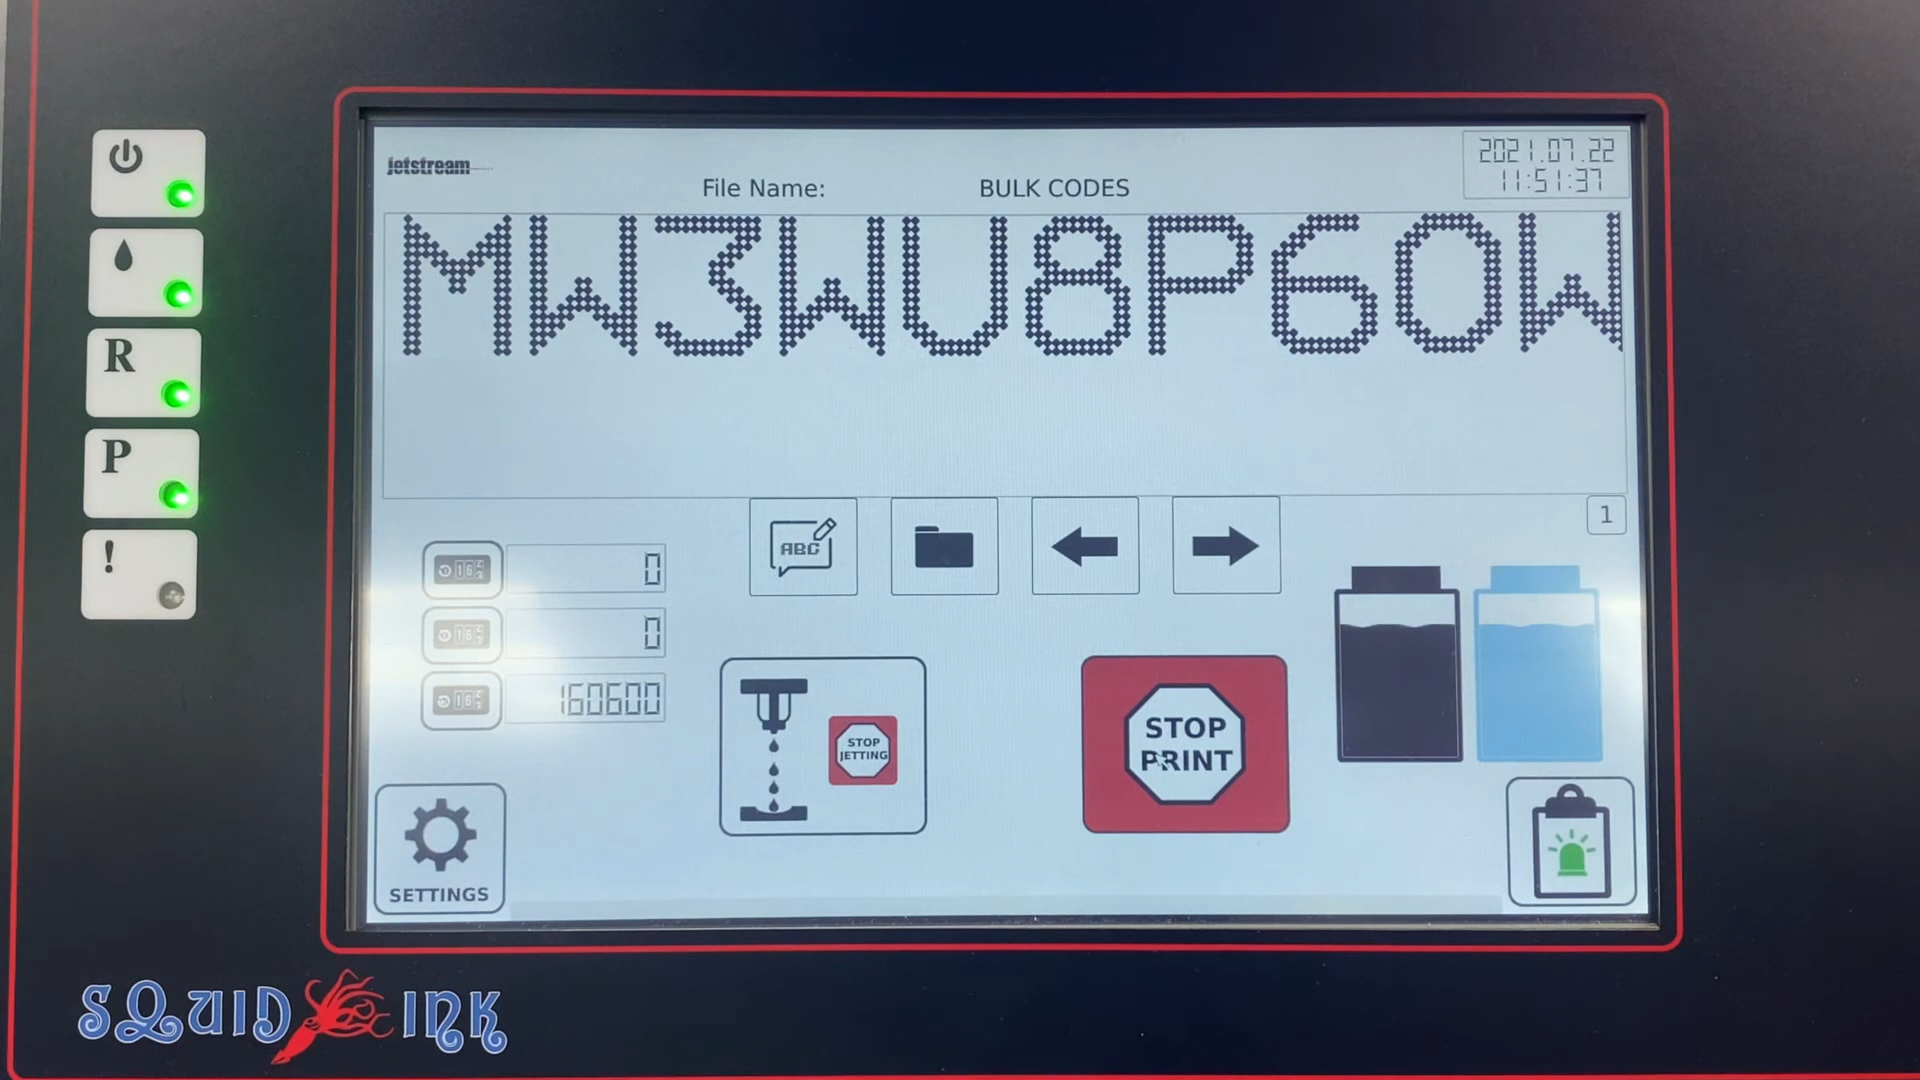 jetstream
2021.07.22
11:51:37
File Name: BULK CODES
MW3WU8P60W
R
P
!
ABC
1
0
0
160600
STOP JETTING
STOP PRINT
SETTINGS
SQUID INK